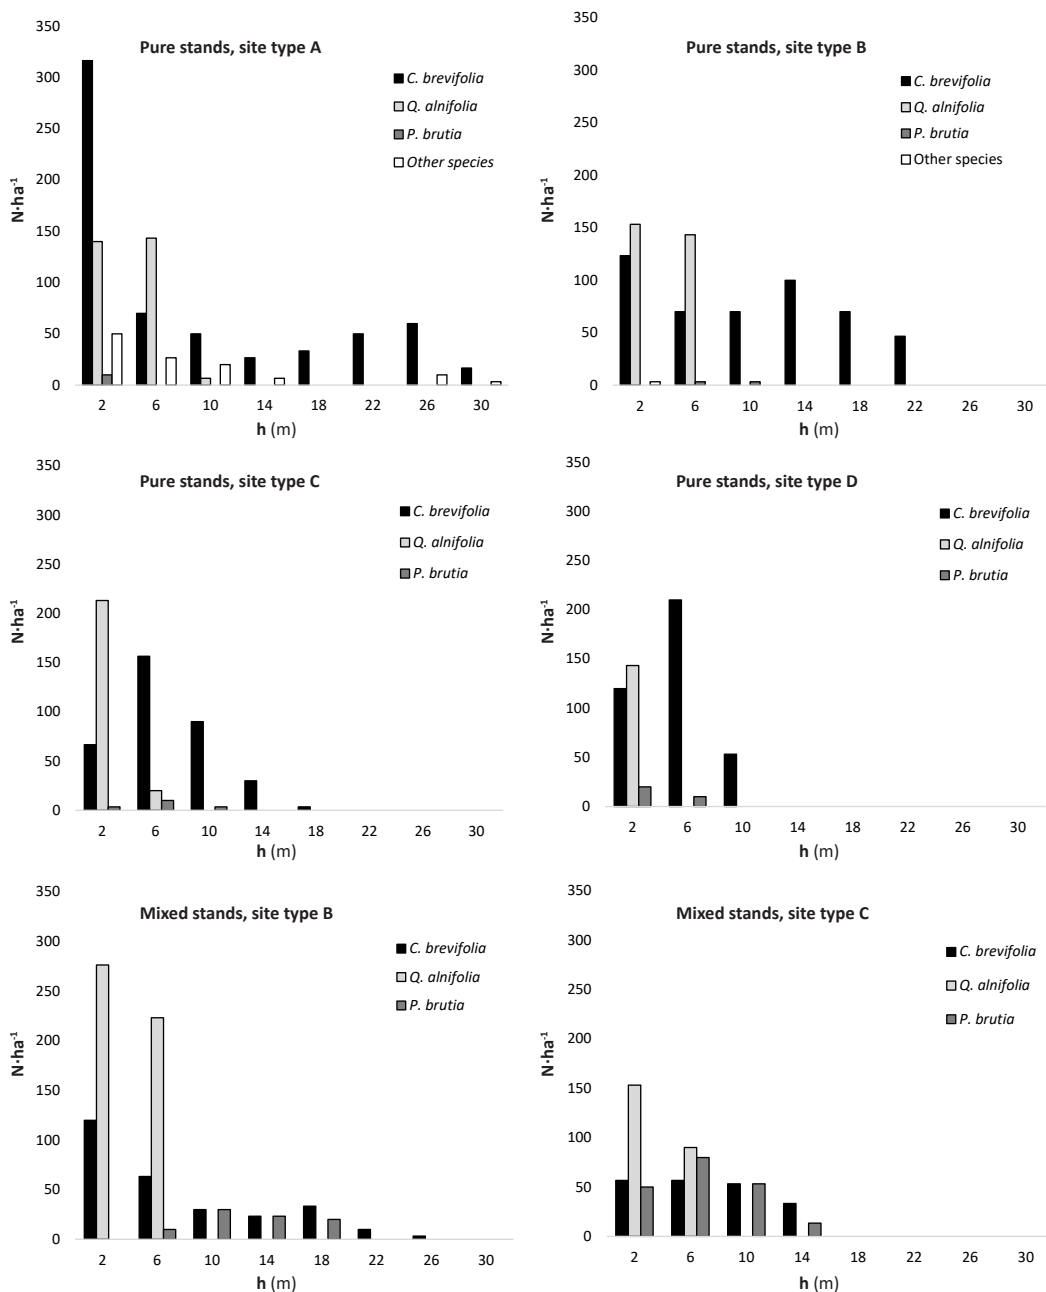 Pure stands, site type A
350
300
250
200
150
100
50
0
N·ha-1
C. brevifolia
Q. alnifolia
P. brutia
Other species
2 6 10 14 18 22 26 30
h (m)
Pure stands, site type B
350
300
250
200
150
100
50
0
N·ha-1
C. brevifolia
Q. alnifolia
P. brutia
Other species
2 6 10 14 18 22 26 30
h (m)
Pure stands, site type C
350
300
250
200
150
100
50
0
N·ha-1
C. brevifolia
Q. alnifolia
P. brutia
2 6 10 14 18 22 26 30
h (m)
Pure stands, site type D
350
300
250
200
150
100
50
0
N·ha-1
C. brevifolia
Q. alnifolia
P. brutia
2 6 10 14 18 22 26 30
h (m)
Mixed stands, site type B
350
300
250
200
150
100
50
0
N·ha-1
C. brevifolia
Q. alnifolia
P. brutia
2 6 10 14 18 22 26 30
h (m)
Mixed stands, site type C
350
300
250
200
150
100
50
0
N·ha-1
C. brevifolia
Q. alnifolia
P. brutia
2 6 10 14 18 22 26 30
h (m)